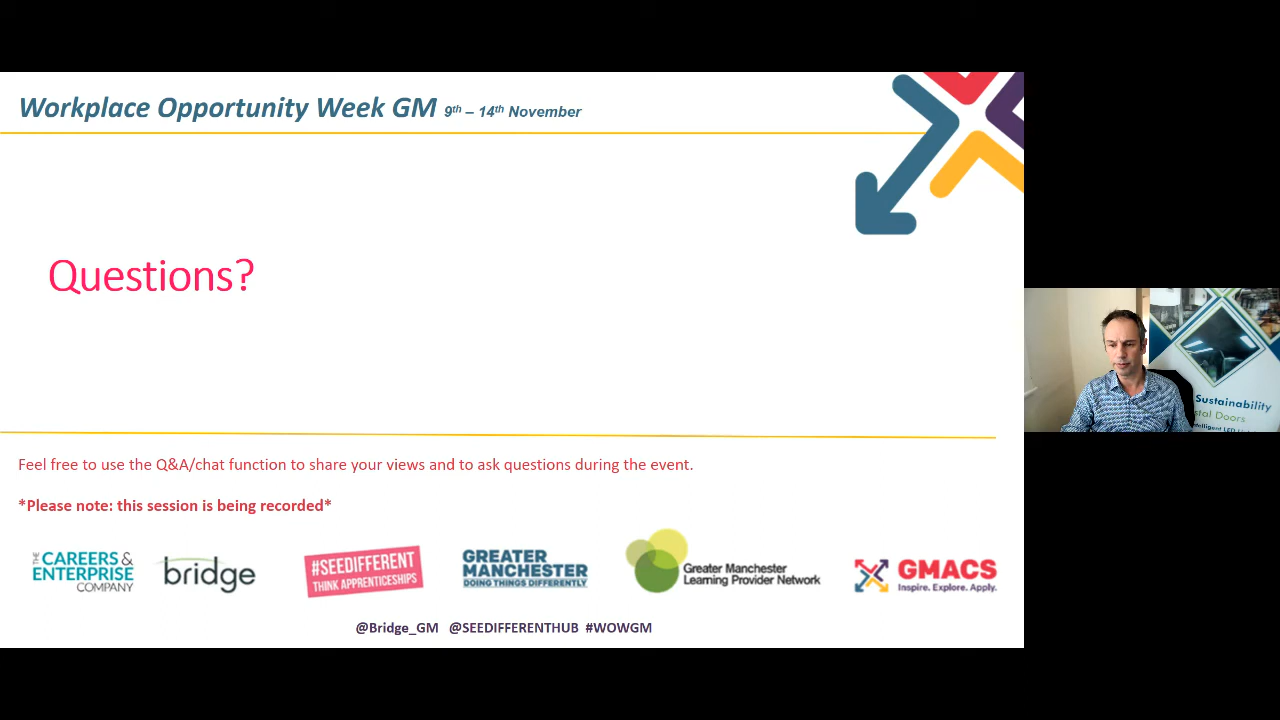 Workplace Opportunity Week GM 9th – 14th November
Questions?
Sustainability
stal Doors
Feel free to use the Q&A/chat function to share your views and to ask questions during the event.
*Please note: this session is being recorded*
THE CAREERS & ENTERPRISE COMPANY
bridge
#SEEDIFFERENT
THINK APPRENTICESHIPS
GREATER MANCHESTER
DOING THINGS DIFFERENTLY
Greater Manchester
Learning Provider Network
GMACS
Inspire. Explore. Apply.
@Bridge_GM @SEEDIFFERENTHUB #WOWGM